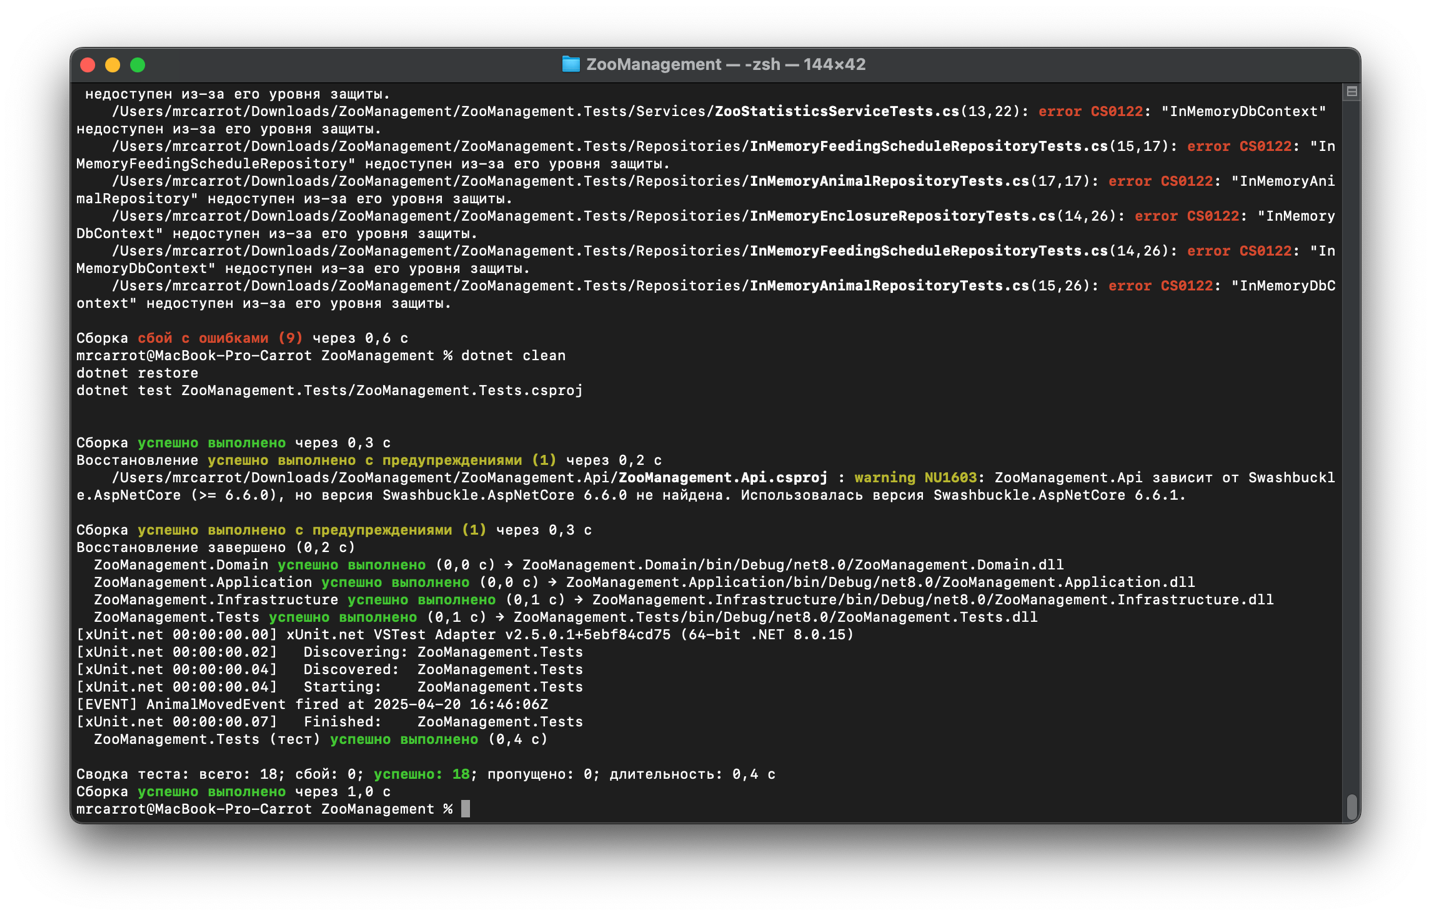 ZooManagement — -zsh — 144×42
недоступен из-за его уровня защиты.
/Users/mrcarrot/Downloads/ZooManagement/ZooManagement.Tests/Services/ZooStatisticsServiceTests.cs(13,22): error CS0122: "InMemoryDbContext"
недоступен из-за его уровня защиты.
/Users/mrcarrot/Downloads/ZooManagement/ZooManagement.Tests/Repositories/InMemoryFeedingScheduleRepositoryTests.cs(15,17): error CS0122: "In
MemoryFeedingScheduleRepository" недоступен из-за его уровня защиты.
/Users/mrcarrot/Downloads/ZooManagement/ZooManagement.Tests/Repositories/InMemoryAnimalRepositoryTests.cs(17,17): error CS0122: "InMemoryAni
malRepository" недоступен из-за его уровня защиты.
/Users/mrcarrot/Downloads/ZooManagement/ZooManagement.Tests/Repositories/InMemoryEnclosureRepositoryTests.cs(14,26): error CS0122: "InMemory
DbContext" недоступен из-за его уровня защиты.
/Users/mrcarrot/Downloads/ZooManagement/ZooManagement.Tests/Repositories/InMemoryFeedingScheduleRepositoryTests.cs(14,26): error CS0122: "In
MemoryDbContext" недоступен из-за его уровня защиты.
/Users/mrcarrot/Downloads/ZooManagement/ZooManagement.Tests/Repositories/InMemoryAnimalRepositoryTests.cs(15,26): error CS0122: "InMemoryDbC
ontext" недоступен из-за его уровня защиты.
Сборка сбой с ошибками (9) через 0,6 с
mrcarrot@MacBook-Pro-Carrot ZooManagement % dotnet clean
dotnet restore
dotnet test ZooManagement.Tests/ZooManagement.Tests.csproj
Сборка успешно выполнено через 0,3 с
Восстановление успешно выполнено с предупреждениями (1) через 0,2 с
/Users/mrcarrot/Downloads/ZooManagement/ZooManagement.Api/ZooManagement.Api.csproj : warning NU1603: ZooManagement.Api зависит от Swashbuckl
e.AspNetCore (>= 6.6.0), но версия Swashbuckle.AspNetCore 6.6.0 не найдена. Использовалась версия Swashbuckle.AspNetCore 6.6.1.
Сборка успешно выполнено с предупреждениями (1) через 0,3 с
Восстановление завершено (0,2 с)
ZooManagement.Domain успешно выполнено (0,0 с) → ZooManagement.Domain/bin/Debug/net8.0/ZooManagement.Domain.dll
ZooManagement.Application успешно выполнено (0,0 с) → ZooManagement.Application/bin/Debug/net8.0/ZooManagement.Application.dll
ZooManagement.Infrastructure успешно выполнено (0,1 с) → ZooManagement.Infrastructure/bin/Debug/net8.0/ZooManagement.Infrastructure.dll
ZooManagement.Tests успешно выполнено (0,1 с) → ZooManagement.Tests/bin/Debug/net8.0/ZooManagement.Tests.dll
[xUnit.net 00:00:00.00] xUnit.net VSTest Adapter v2.5.0.1+5ebf84cd75 (64-bit .NET 8.0.15)
[xUnit.net 00:00:00.02]   Discovering: ZooManagement.Tests
[xUnit.net 00:00:00.04]   Discovered:  ZooManagement.Tests
[xUnit.net 00:00:00.04]   Starting:    ZooManagement.Tests
[EVENT] AnimalMovedEvent fired at 2025-04-20 16:46:06Z
[xUnit.net 00:00:00.07]   Finished:    ZooManagement.Tests
ZooManagement.Tests (тест) успешно выполнено (0,4 с)
Сводка теста: всего: 18; сбой: 0; успешно: 18; пропущено: 0; длительность: 0,4 с
Сборка успешно выполнено через 1,0 с
mrcarrot@MacBook-Pro-Carrot ZooManagement %